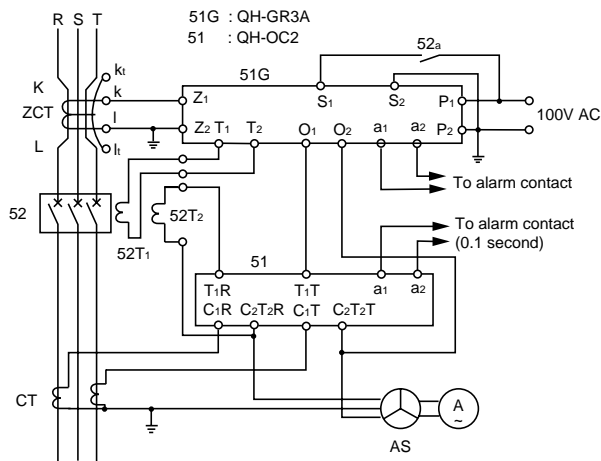 R S T
51G : QH-GR3A
51 : QH-OC2
52a
kt
K
k
ZCT
l
L
lt
51G
Z1
S1
S2
P1
Z2 T1 T2 O1 O2 a1 a2
P2
100V AC
To alarm contact
52
52T1
52T2
To alarm contact
(0.1 second)
51
T1R T1T a1 a2
C1R C2T2R C1T C2T2T
CT
A
~
AS